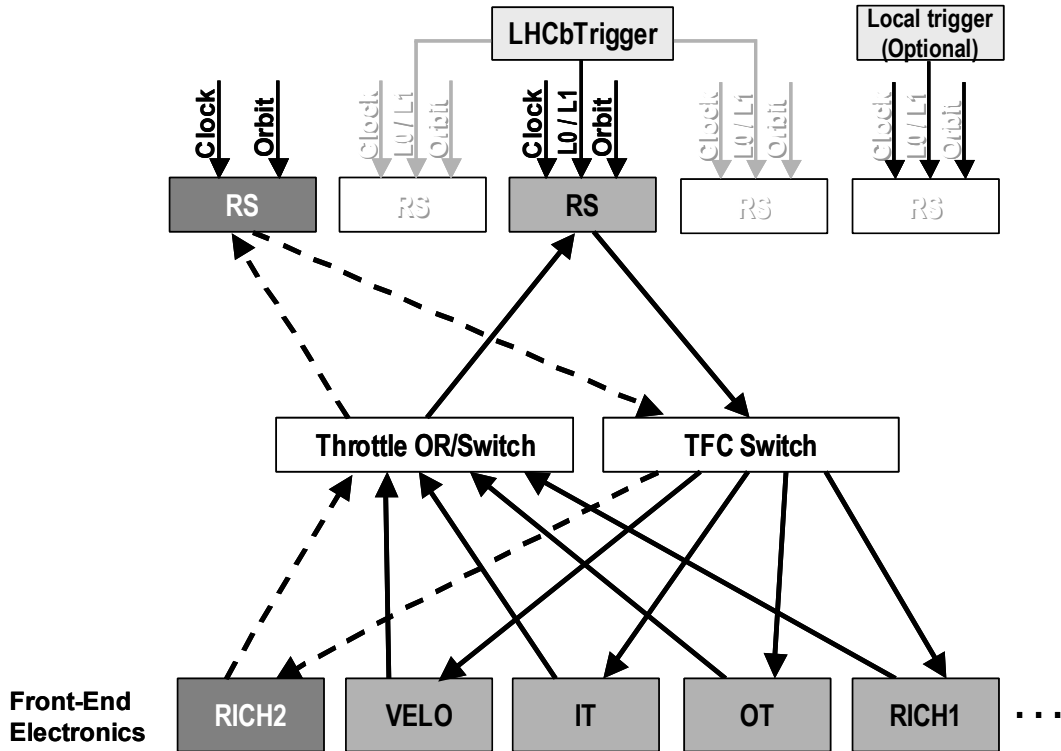 LHCbTrigger
Local trigger
(Optional)
Clock
Orbit
Clock
L0 / L1
Orbit
Clock
L0 / L1
Orbit
Clock
L0 / L1
Orbit
Clock
L0 / L1
Orbit
RS
RS
RS
RS
RS
Throttle OR/Switch
TFC Switch
Front-End
Electronics
RICH2
VELO
IT
OT
RICH1
. . .